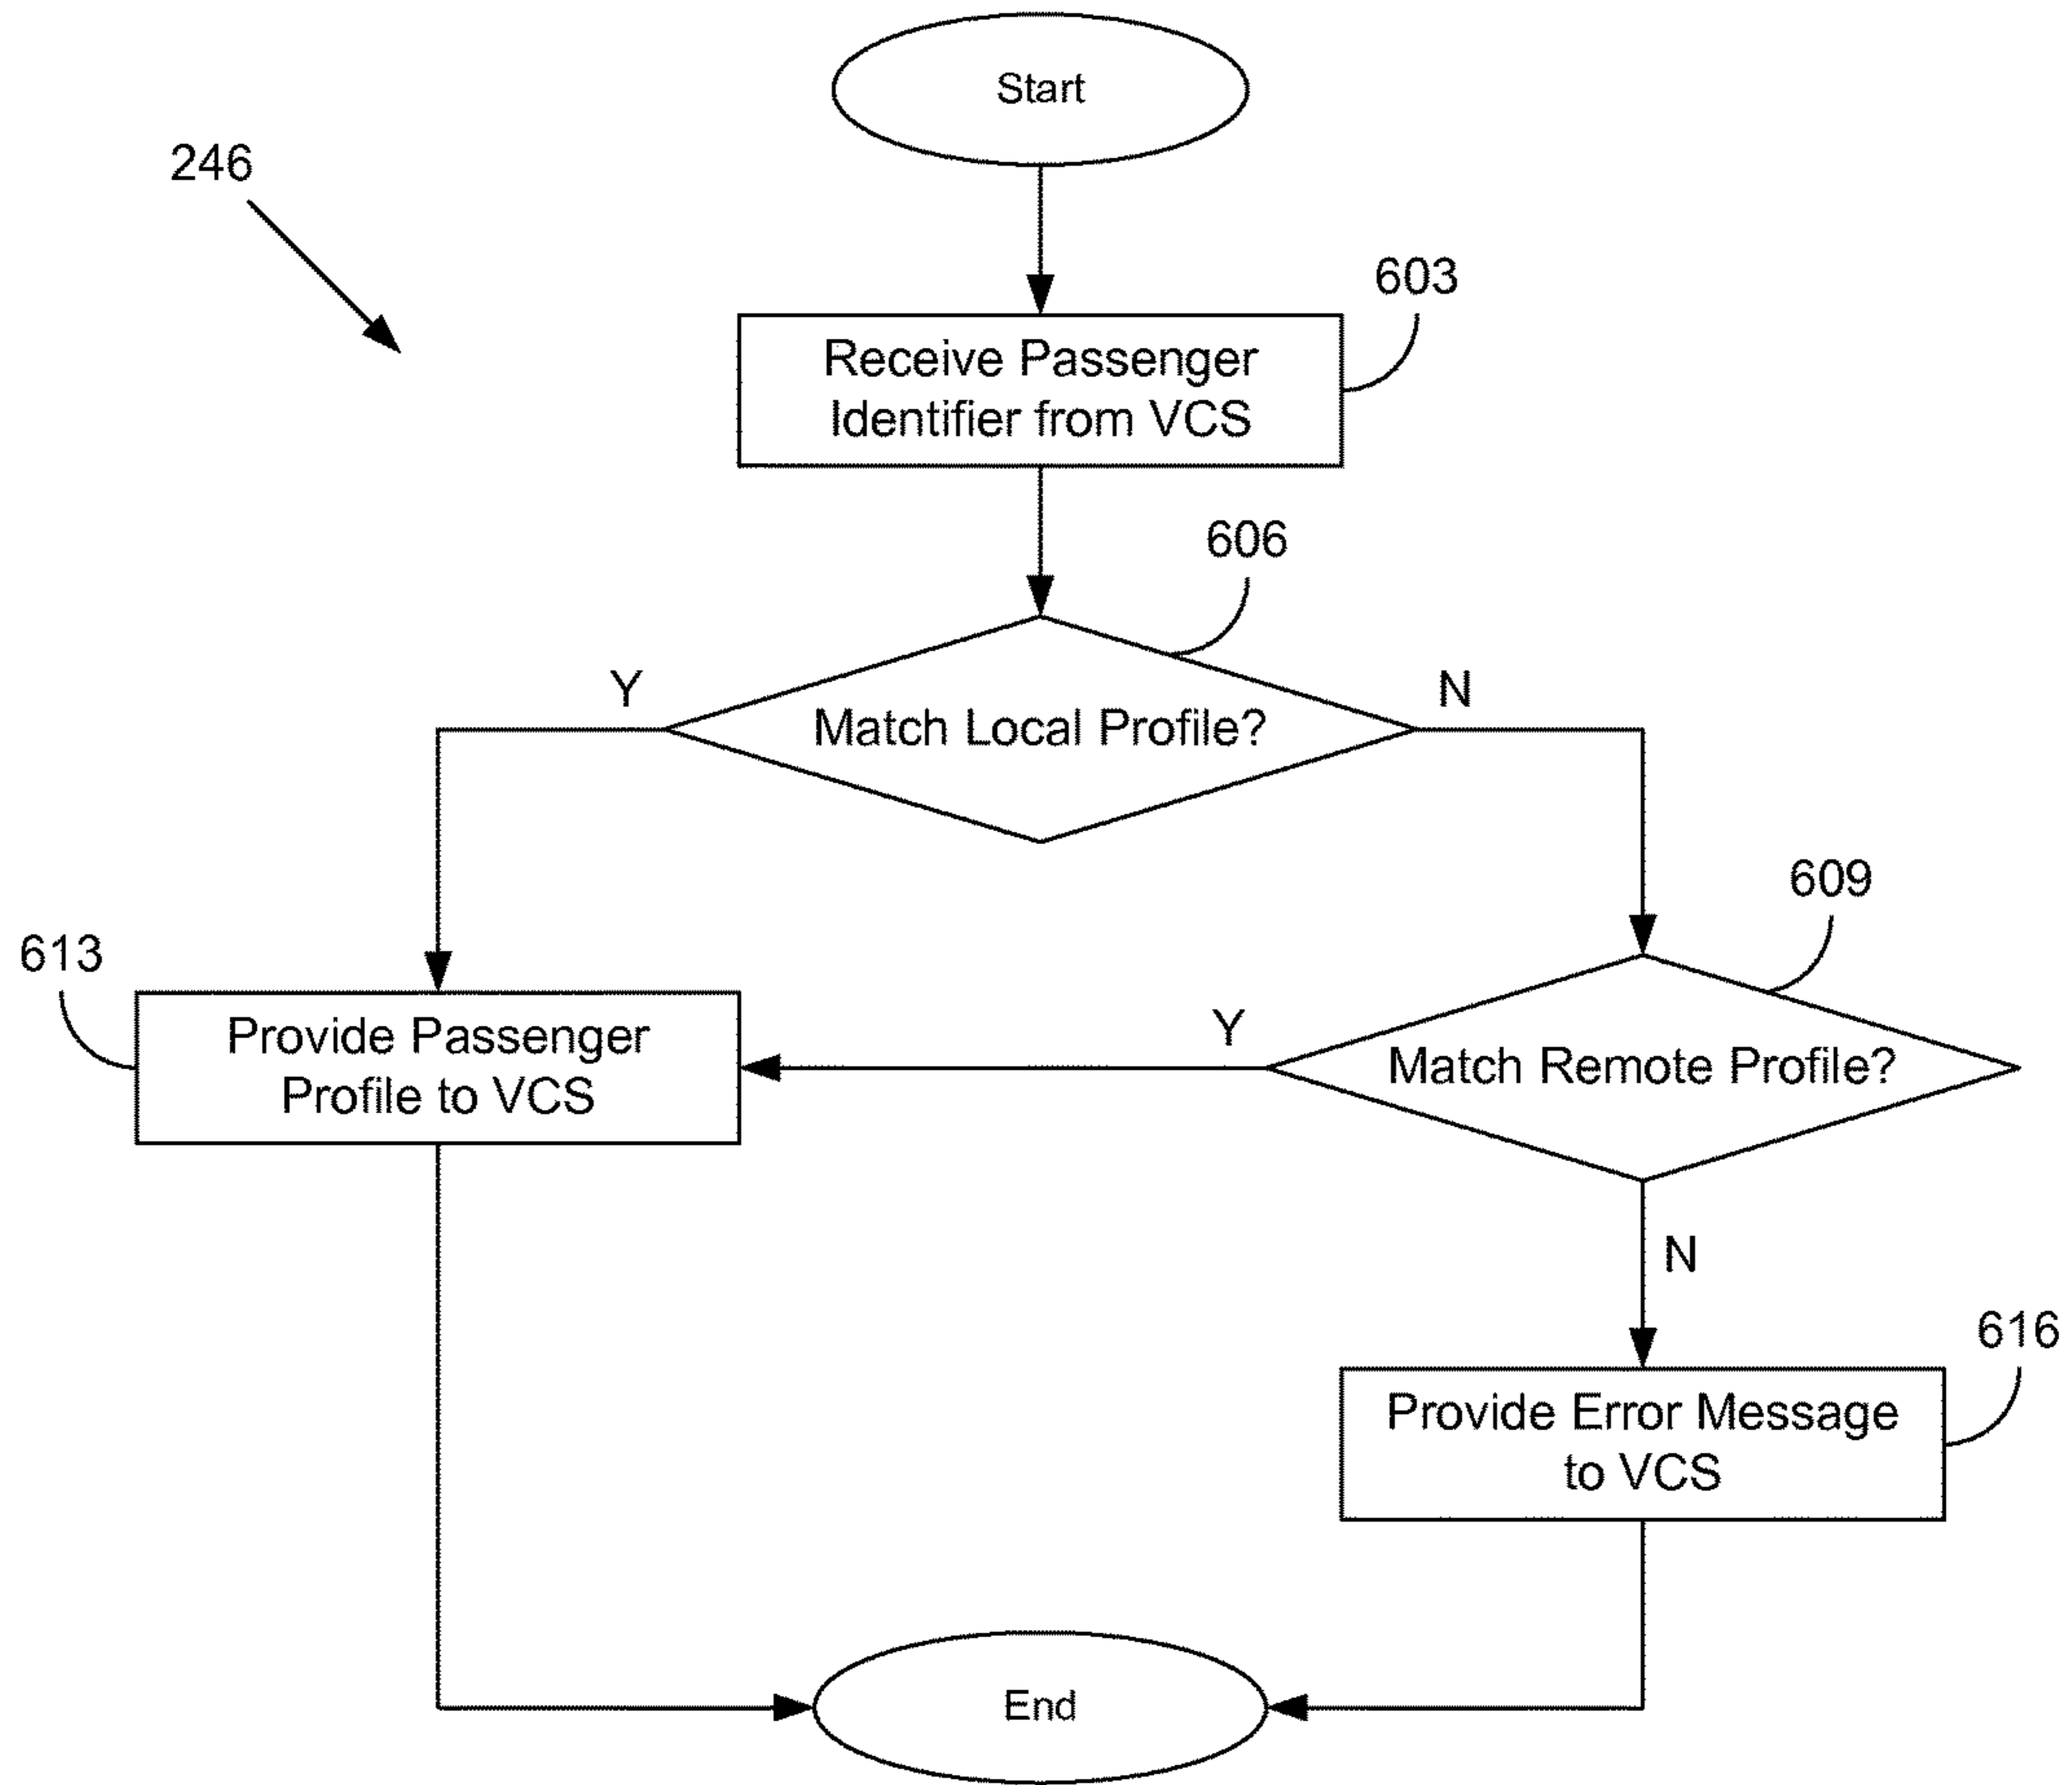 Start
246
603
Receive Passenger
Identifier from VCS
606
Y
N
Match Local Profile?
609
613
Provide Passenger
Profile to VCS
Y
Match Remote Profile?
N
616
Provide Error Message
to VCS
End